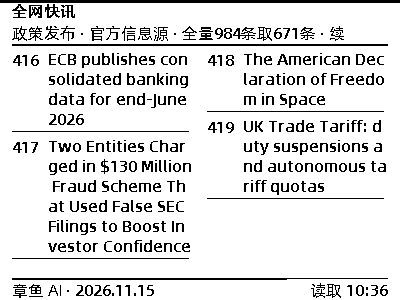 全网快讯
政策发布 · 官方信息源 · 全量984条取671条 · 续
416 ECB publishes con
solidated banking
data for end-June
2026
417 Two Entities Char
ged in $130 Million
Fraud Scheme Th
at Used False SEC
Filings to Boost In
vestor Confidence
418 The American Dec
laration of Freedo
m in Space
419 UK Trade Tariff: d
uty suspensions a
nd autonomous ta
riff quotas
章鱼 AI · 2026.11.15
读取 10:36